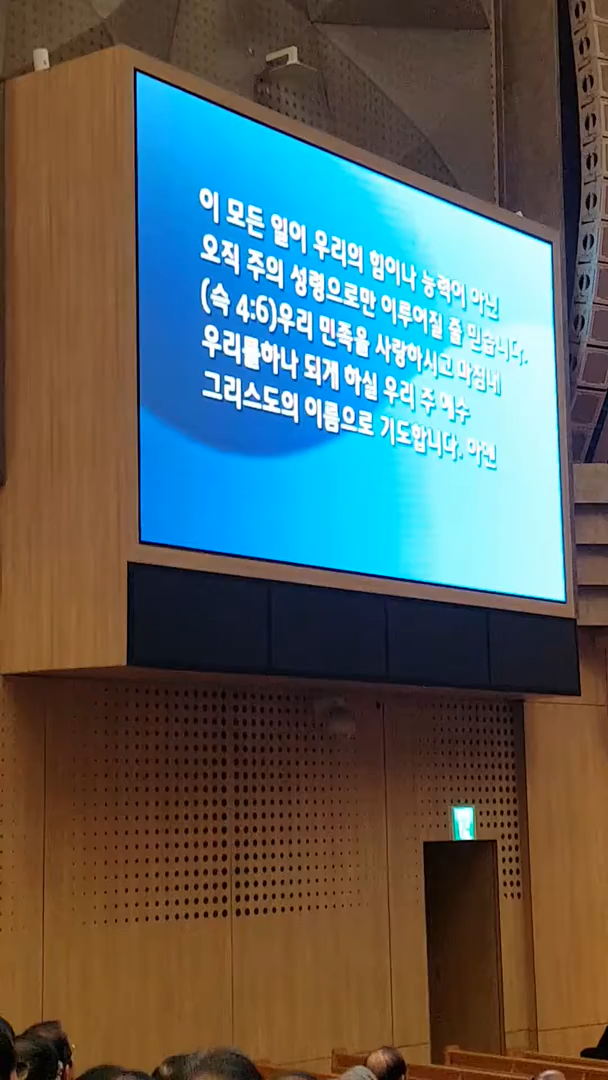 이 모든 일이 우리의 힘이나 능력이 아닌
오직 주의 성령으로만 이루어질 줄 믿습니다.
(슥 4:6)우리 민족을 사랑하시고 마침내
우리를하나 되게 하실 우리 주 예수
그리스도의 이름으로 기도합니다. 아멘